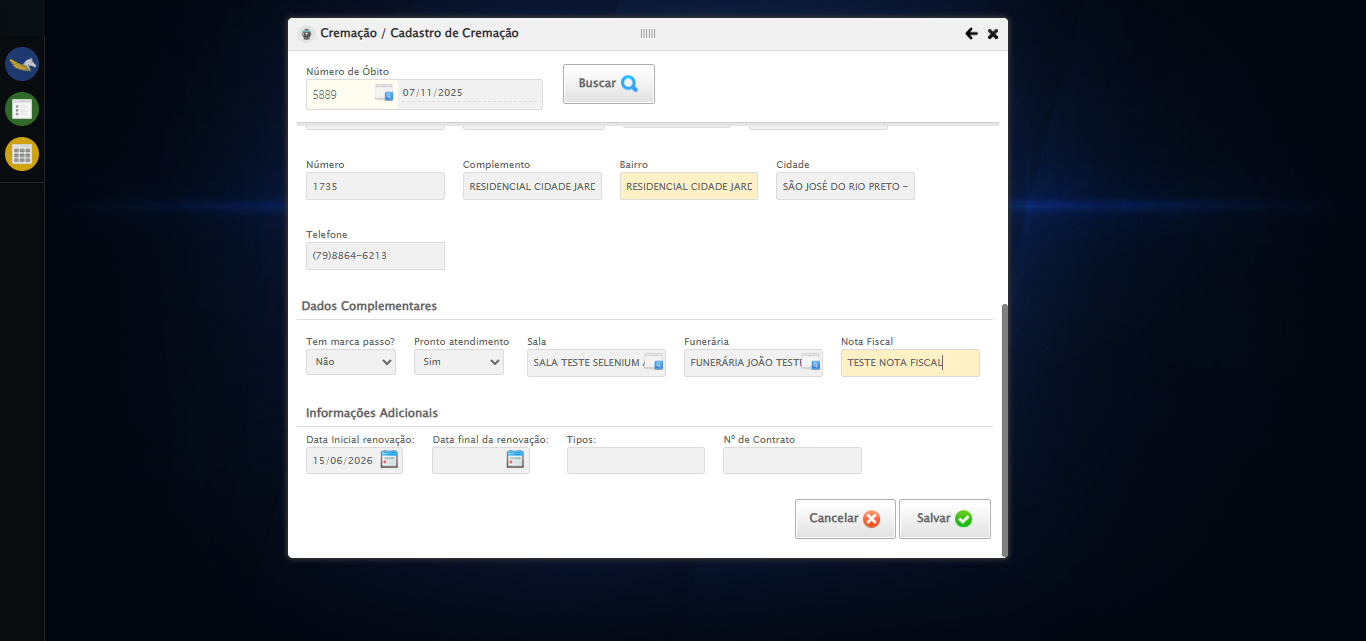 Cremação / Cadastro de Cremação
Número de Óbito
5889
07/11/2025
Buscar
Número
Complemento
Bairro
Cidade
1735
RESIDENCIAL CIDADE JARD
RESIDENCIAL CIDADE JARD
SÃO JOSÉ DO RIO PRETO -
Telefone
(79)8864-6213
Dados Complementares
Tem marca passo?
Pronto atendimento
Sala
Funerária
Nota Fiscal
Não
Sim
SALA TESTE SELENIUM
FUNERÁRIA JOÃO TESTE
TESTE NOTA FISCAL
Informações Adicionais
Data Inicial renovação:
Data final da renovação:
Tipos:
Nº de Contrato
15/06/2026
Cancelar
Salvar